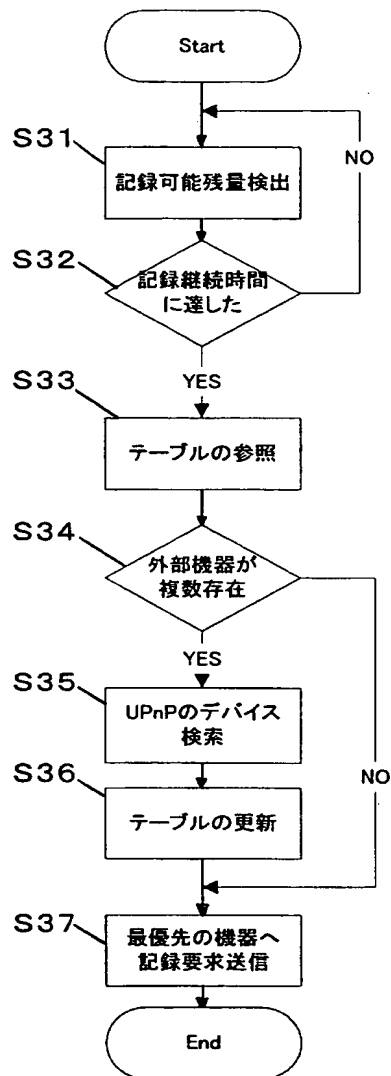 Start
S31
記録可能残量検出
NO
S32
記録継続時間
に達した
YES
S33
テーブルの参照
S34
外部機器が
複数存在
YES
S35
UPnPのデバイス
検索
NO
S36
テーブルの更新
S37
最優先の機器へ
記録要求送信
End